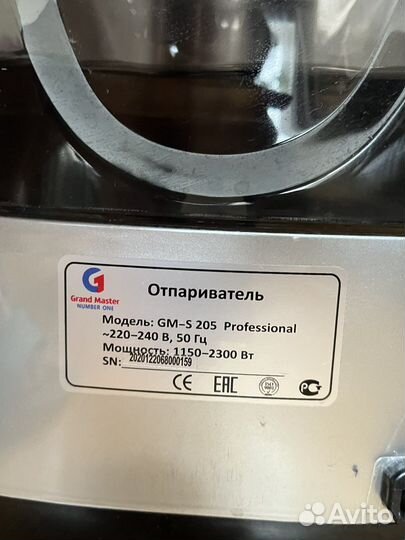 Отпариватель
Grand Master
NUMBER ONE
Модель: GM-S 205 Professional
~220-240 В, 50 Гц
Мощность: 1150-2300 Вт
SN: 2020122068000159
CE EAC
Avito